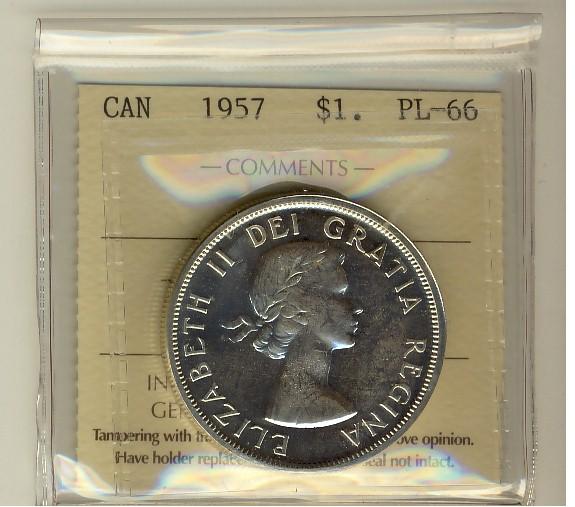 CAN 1957 $1. PL-66
— COMMENTS —
ELIZABETH II DEI GRATIA REGINA
IN
GE
Tampering with ove opinion.
Have holder seal not intact.